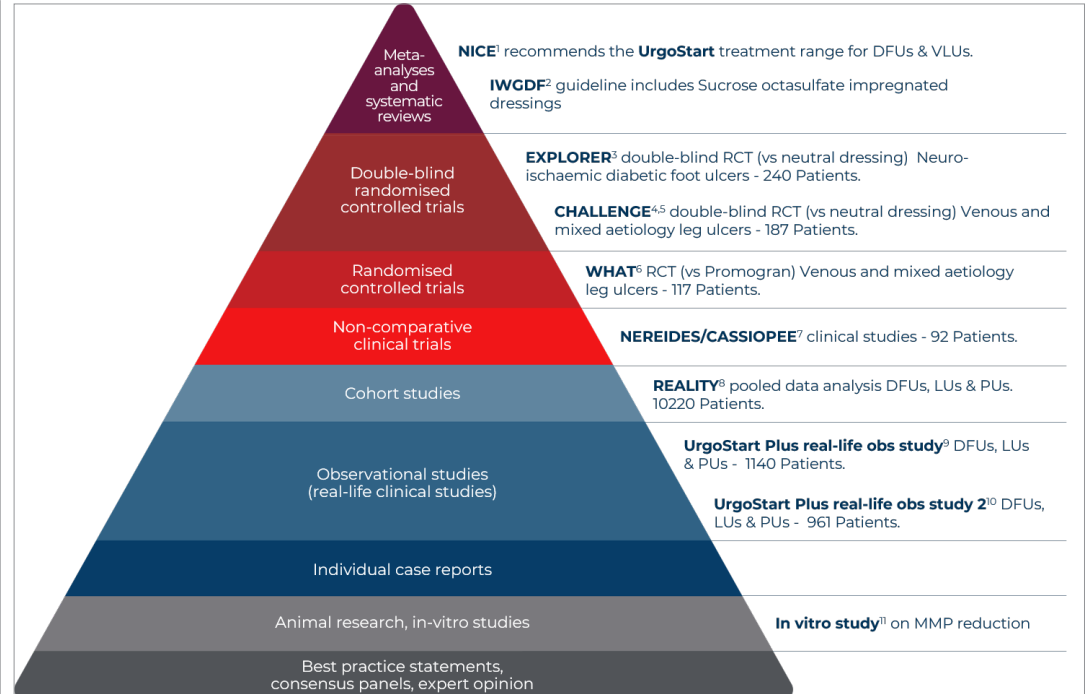 Meta-
analyses
and
systematic
reviews
NICE¹ recommends the UrgoStart treatment range for DFUs & VLUs.
IWGDF² guideline includes Sucrose octasulfate impregnated
dressings
Double-blind
randomised
controlled trials
EXPLORER³ double-blind RCT (vs neutral dressing) Neuro-
ischaemic diabetic foot ulcers - 240 Patients.
CHALLENGE⁴,⁵ double-blind RCT (vs neutral dressing) Venous and
mixed aetiology leg ulcers - 187 Patients.
Randomised
controlled trials
WHAT⁶ RCT (vs Promogran) Venous and mixed aetiology
leg ulcers - 117 Patients.
Non-comparative
clinical trials
NEREIDES/CASSIOPEE⁷ clinical studies - 92 Patients.
Cohort studies
REALITY⁸ pooled data analysis DFUs, LUs & PUs.
10220 Patients.
Observational studies
(real-life clinical studies)
UrgoStart Plus real-life obs study⁹ DFUs, LUs
& PUs - 1140 Patients.
UrgoStart Plus real-life obs study 2¹⁰ DFUs,
LUs & PUs - 961 Patients.
Individual case reports
Animal research, in-vitro studies
In vitro study¹¹ on MMP reduction
Best practice statements,
consensus panels, expert opinion